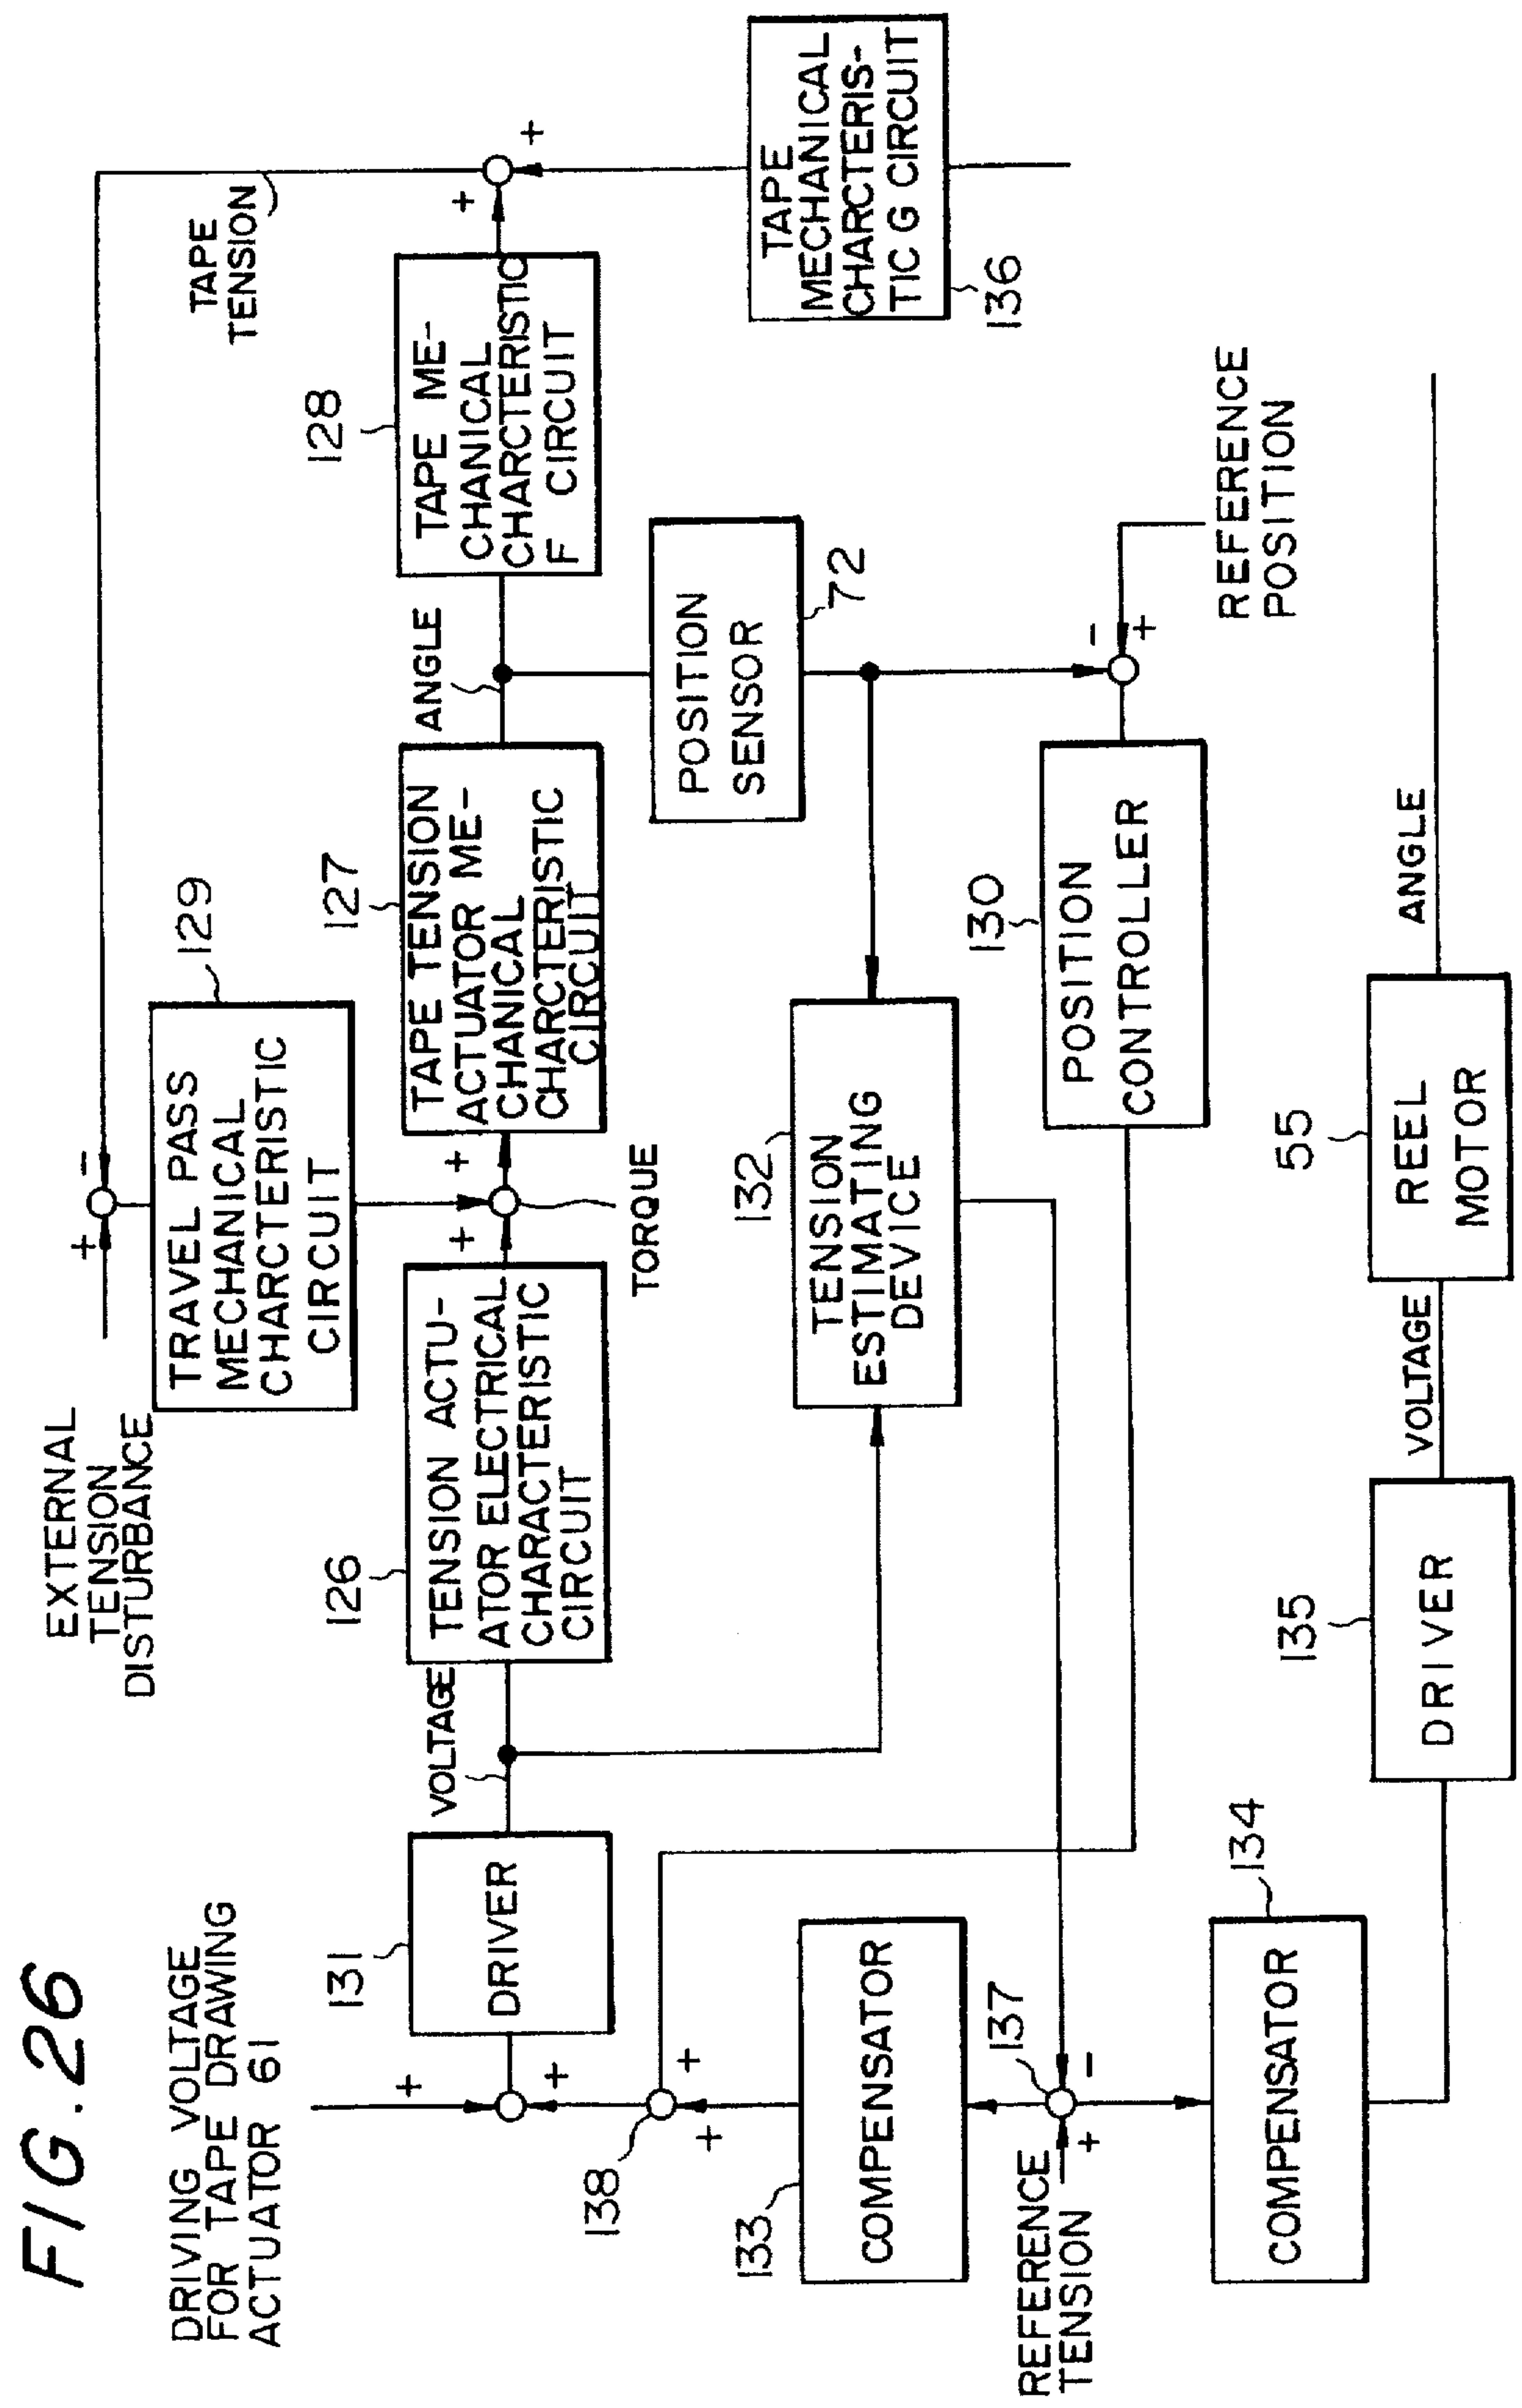 FIG. 26
DRIVING VOLTAGE
FOR TAPE DRAWING
ACTUATOR 61
EXTERNAL
TENSION
DISTURBANCE
+
-
129
TRAVEL PASS
MECHANICAL
CHARCTERISTIC
CIRCUIT
TAPE
TENSION
+
131
DRIVER
+
VOLTAGE
126
TENSION ACTU-
ATOR ELECTRICAL
CHARACTERISTIC
CIRCUIT
+
+
TORQUE
127
TAPE TENSION
ACTUATOR ME-
CHANICAL
CHARCTERISTIC
CIRCUIT
ANGLE
128
TAPE ME-
CHANICAL
CHARCTERISTIC
F CIRCUIT
+
+
138
+
+
POSITION
SENSOR
72
TAPE
MECHANICAL
CHARCTERIS-
TIC G CIRCUIT
136
133
COMPENSATOR
132
TENSION
ESTIMATING
DEVICE
137
-
+
REFERENCE
TENSION
130
POSITION
CONTROLLER
-
+
REFERENCE
POSITION
134
COMPENSATOR
135
DRIVER
VOLTAGE
55
REEL
MOTOR
ANGLE